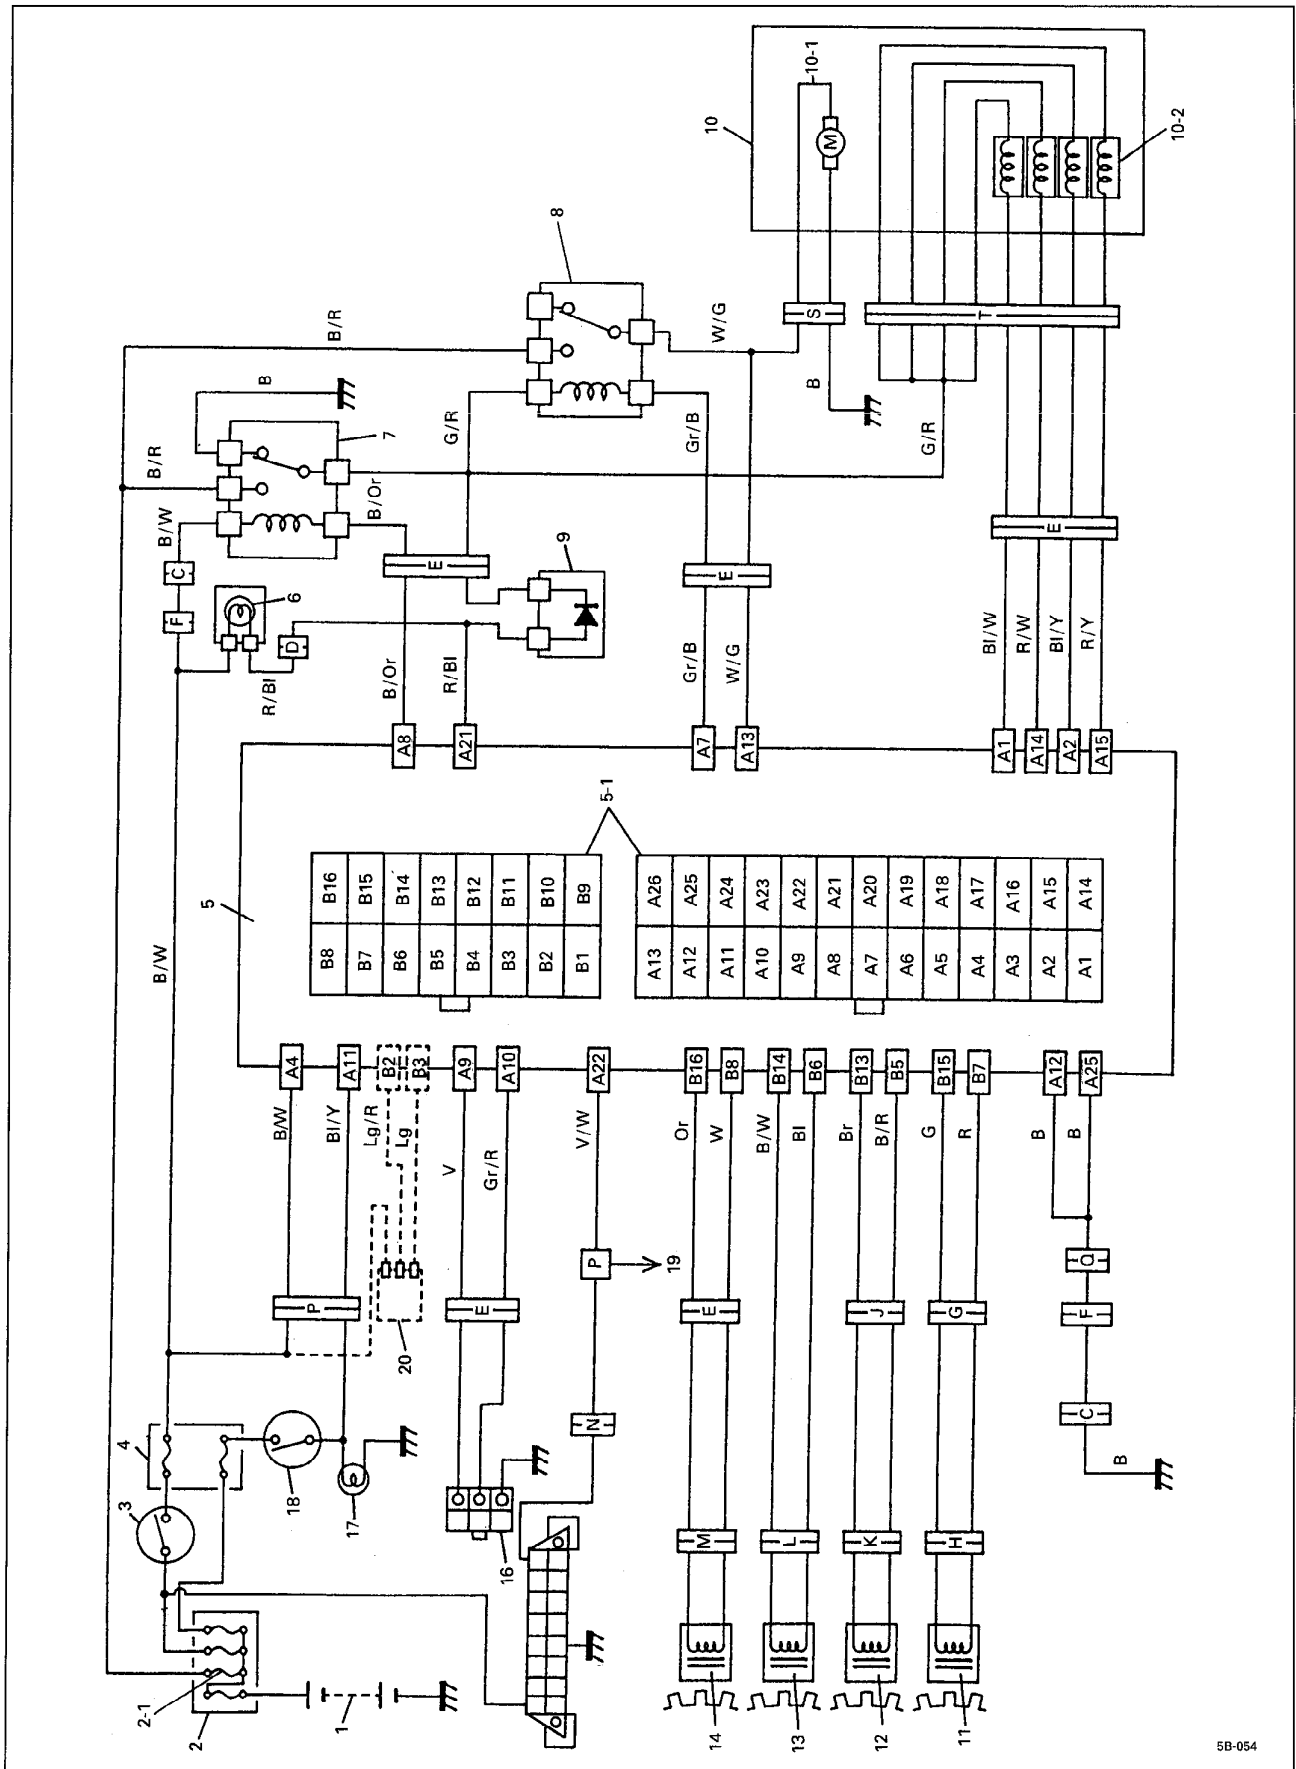 10-1
10
10-2
M
8
B/R
W/G
S
T
B
B
7
G/R
Gr/B
G/R
B/R
B/Or
B/W
C
E
9
E
E
F
6
D
R/Bl
B/Or
R/Bl
Gr/B
W/G
Bl/W
R/W
Bl/Y
R/Y
A8
A21
A7
A13
A1
A14
A2
A15
5
5-1
B/W
B16 B15 B14 B13 B12 B11 B10 B9
B8 B7 B6 B5 B4 B3 B2 B1
A26 A25 A24 A23 A22 A21 A20 A19 A18 A17 A16 A15 A14
A13 A12 A11 A10 A9 A8 A7 A6 A5 A4 A3 A2 A1
A4
A11
B2
B3
A9
A10
A22
B16
B8
B14
B6
B13
B5
B15
B7
A12
A25
B/W
Bl/Y
Lg/R
Lg
V
Gr/R
V/W
Or
W
B/W
Bl
Br
B/R
G
R
B
B
P
20
E
P
19
E
J
G
Q
F
C
B
4
3
18
17
16
N
M
L
K
H
2-1
2
1
14
13
12
11
5B-054